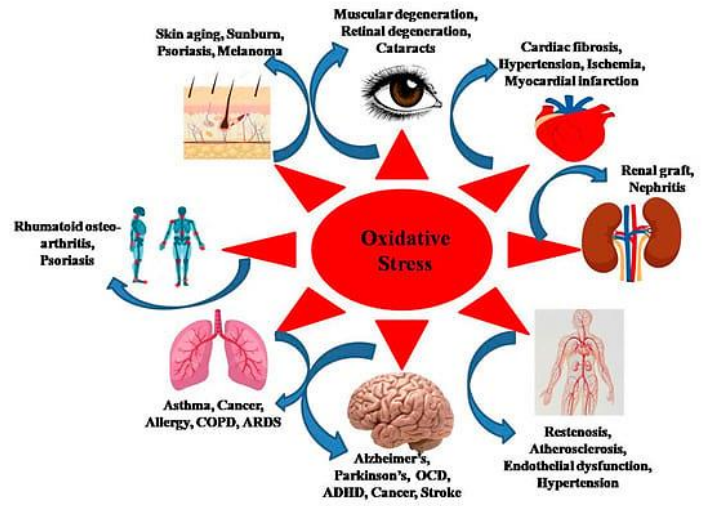 Muscular degeneration,
Retinal degeneration,
Cataracts
Skin aging, Sunburn,
Psoriasis, Melanoma
Cardiac fibrosis,
Hypertension, Ischemia,
Myocardial infarction
Renal graft,
Nephritis
Rhumatoid osteo-
arthritis,
Psoriasis
Oxidative
Stress
Asthma, Cancer,
Allergy, COPD, ARDS
Alzheimer's,
Parkinson's, OCD,
ADHD, Cancer, Stroke
Restenosis,
Atherosclerosis,
Endothelial dysfunction,
Hypertension